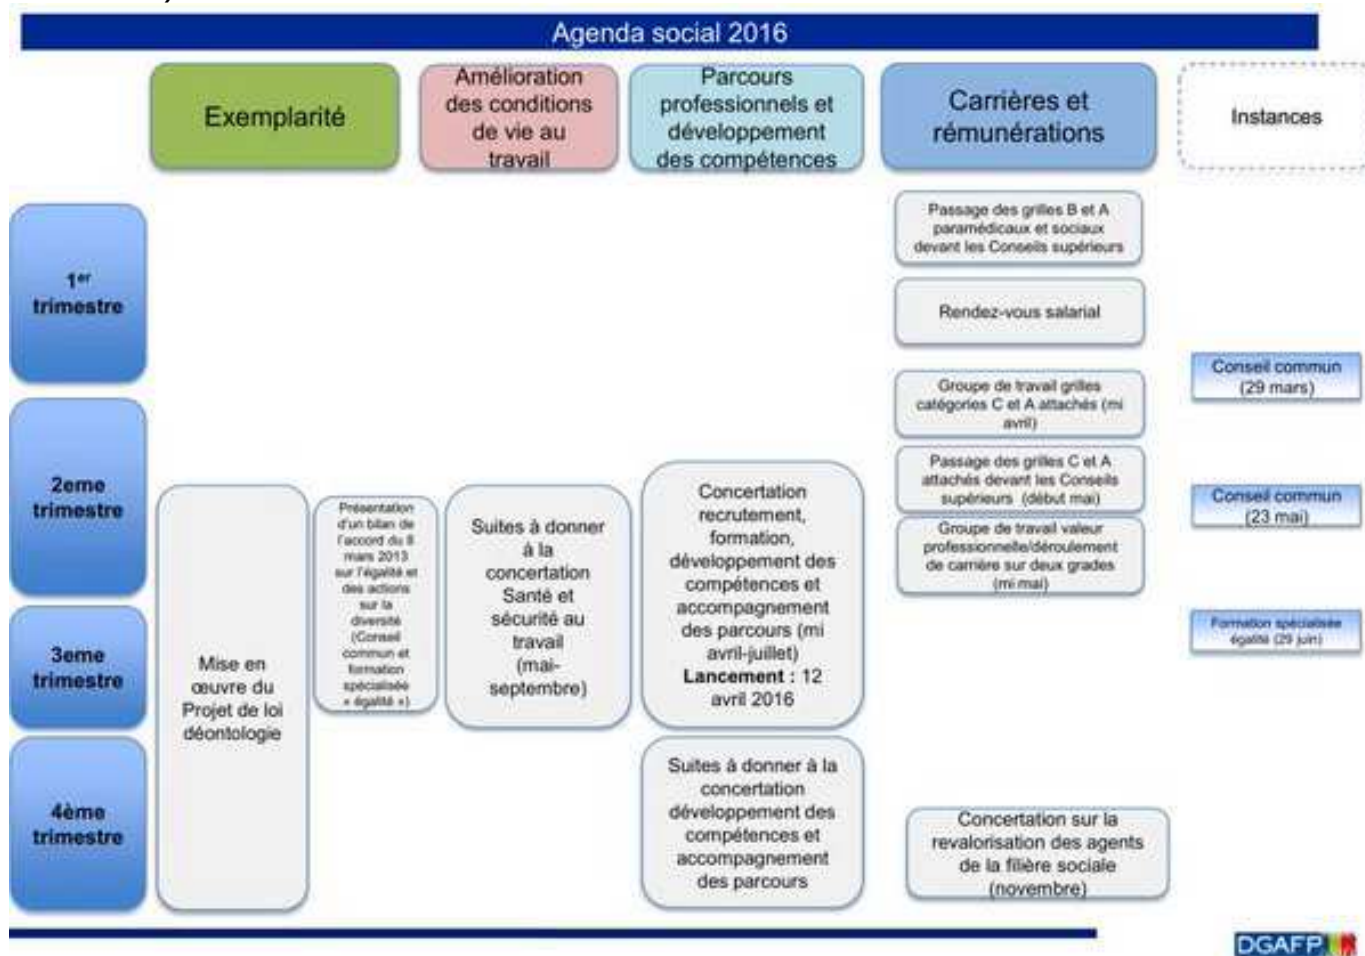 Agenda social 2016
Exemplarité
Amélioration
des conditions
de vie au
travail
Parcours
professionnels et
développement
des compétences
Carrières et
rémunérations
Instances
1er
trimestre
Passage des grilles B et A
paramédicaux et sociaux
devant les Conseils supérieurs
Rendez-vous salarial
Conseil commun
(29 mars)
2eme
trimestre
Groupe de travail grilles
catégories C et A attachés (mi
avril)
Passage des grilles C et A
attachés devant les Conseils
supérieurs (début mai)
Groupe de travail valeur
professionnelle/déroulement
de carrière sur deux grades
(mi mai)
Conseil commun
(23 mai)
Mise en
œuvre du
Projet de loi
déontologie
Présentation
d'un bilan de
l'accord du 8
mars 2013
sur l'égalité et
des actions
sur la
diversité
(Conseil
commun et
formation
spécialisée
« égalité »)
Suites à donner
à la
concertation
Santé et
sécurité au
travail
(mai-
septembre)
Concertation
recrutement,
formation,
développement des
compétences et
accompagnement
des parcours (mi
avril-juillet)
Lancement : 12
avril 2016
3eme
trimestre
Formation spécialisée
égalité (29 juin)
4ème
trimestre
Suites à donner à la
concertation
développement des
compétences et
accompagnement
des parcours
Concertation sur la
revalorisation des agents
de la filière sociale
(novembre)
DGAFP